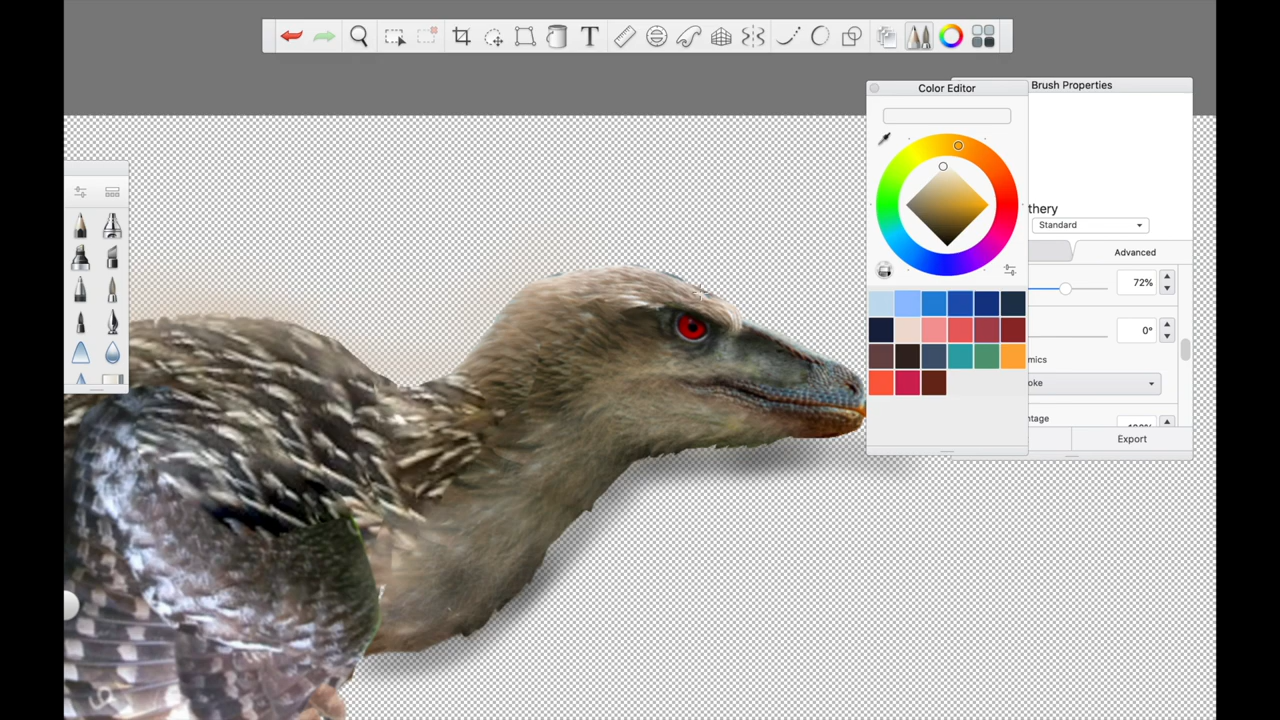 T
Color Editor
Brush Properties
thery
Standard
Advanced
72%
0°
mics
oke
ntage
Export